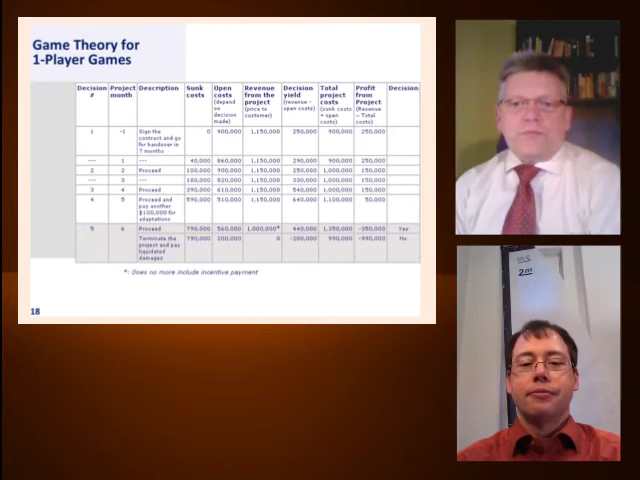 Game Theory for
1-Player Games
Decision # Project month Description Sunk costs Open costs (depend on decision made) Revenue from the project (price to customer) Decision yield (revenue - open costs) Total project costs (sunk costs + open costs) Profit from Project (Revenue - Total costs) Decision
1 -1 Sign the contract and go for handover in 7 months 0 900,000 1,150,000 250,000 900,000 250,000
--- 1 --- 40,000 860,000 1,150,000 290,000 900,000 250,000
2 2 Proceed 100,000 900,000 1,150,000 250,000 1,000,000 150,000
--- 3 --- 180,000 820,000 1,150,000 330,000 1,000,000 150,000
3 4 Proceed 390,000 610,000 1,150,000 540,000 1,000,000 150,000
4 5 Proceed and pay another $100,000 for adaptations 590,000 510,000 1,150,000 640,000 1,100,000 50,000
5 6 Proceed 790,000 560,000 1,000,000* 440,000 1,350,000 -350,000 Yes
Terminate the project and pay liquidated damages 790,000 200,000 0 -200,000 990,000 -990,000 No
*: Does no more include incentive payment
18